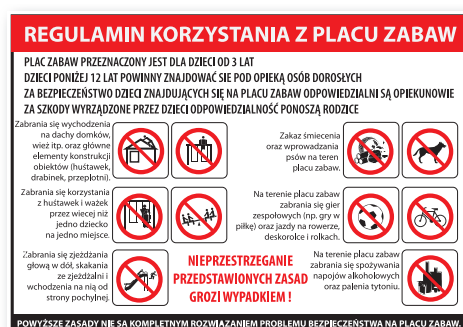 REGULAMIN KORZYSTANIA Z PLACU ZABAW
PLAC ZABAW PRZEZNACZONY JEST DLA DZIECI OD 3 LAT
DZIECI PONIŻEJ 12 LAT POWINNY ZNAJDOWAĆ SIE POD OPIEKĄ OSÓB DOROSŁYCH
ZA BEZPIECZEŃSTWO DZIECI ZNAJDUJĄCYCH SIĘ NA PLACU ZABAW ODPOWIEDZIALNI SĄ OPIEKUNOWIE
ZA SZKODY WYRZĄDZONE PRZEZ DZIECI ODPOWIEDZIALNOŚĆ PONOSZĄ RODZICE
Zabrania się wychodzenia
na dachy domków,
wież itp. oraz główne
elementy konstrukcji
obiektów (huśtawek,
drabinek, przeplotni).
Zakaz śmiecenia
oraz wprowadzania
psów na teren
placu zabaw.
Zabrania się korzystania
z huśtawek i ważek
przez wiecej niż
jedno dziecko
na jedno miejsce.
Na terenie placu zabaw
zabrania się gier
zespołowych (np. gry w
piłkę) oraz jazdy na rowerze,
deskorolce i rolkach.
Zabrania się zjeżdżania
głową w dół, skakania
ze zjeżdżalni i
wchodzenia na nią od
strony pochylnej.
NIEPRZESTRZEGANIE
PRZEDSTAWIONYCH ZASAD
GROZI WYPADKIEM !
Na terenie placu zabaw
zabrania się spożywania
napojów alkoholowych
oraz palenia tytoniu.
POWYŻSZE ZASADY NIE SĄ KOMPLETNYM ROZWIĄZANIEM PROBLEMU BEZPIECZEŃSTWA NA PLACU ZABAW,